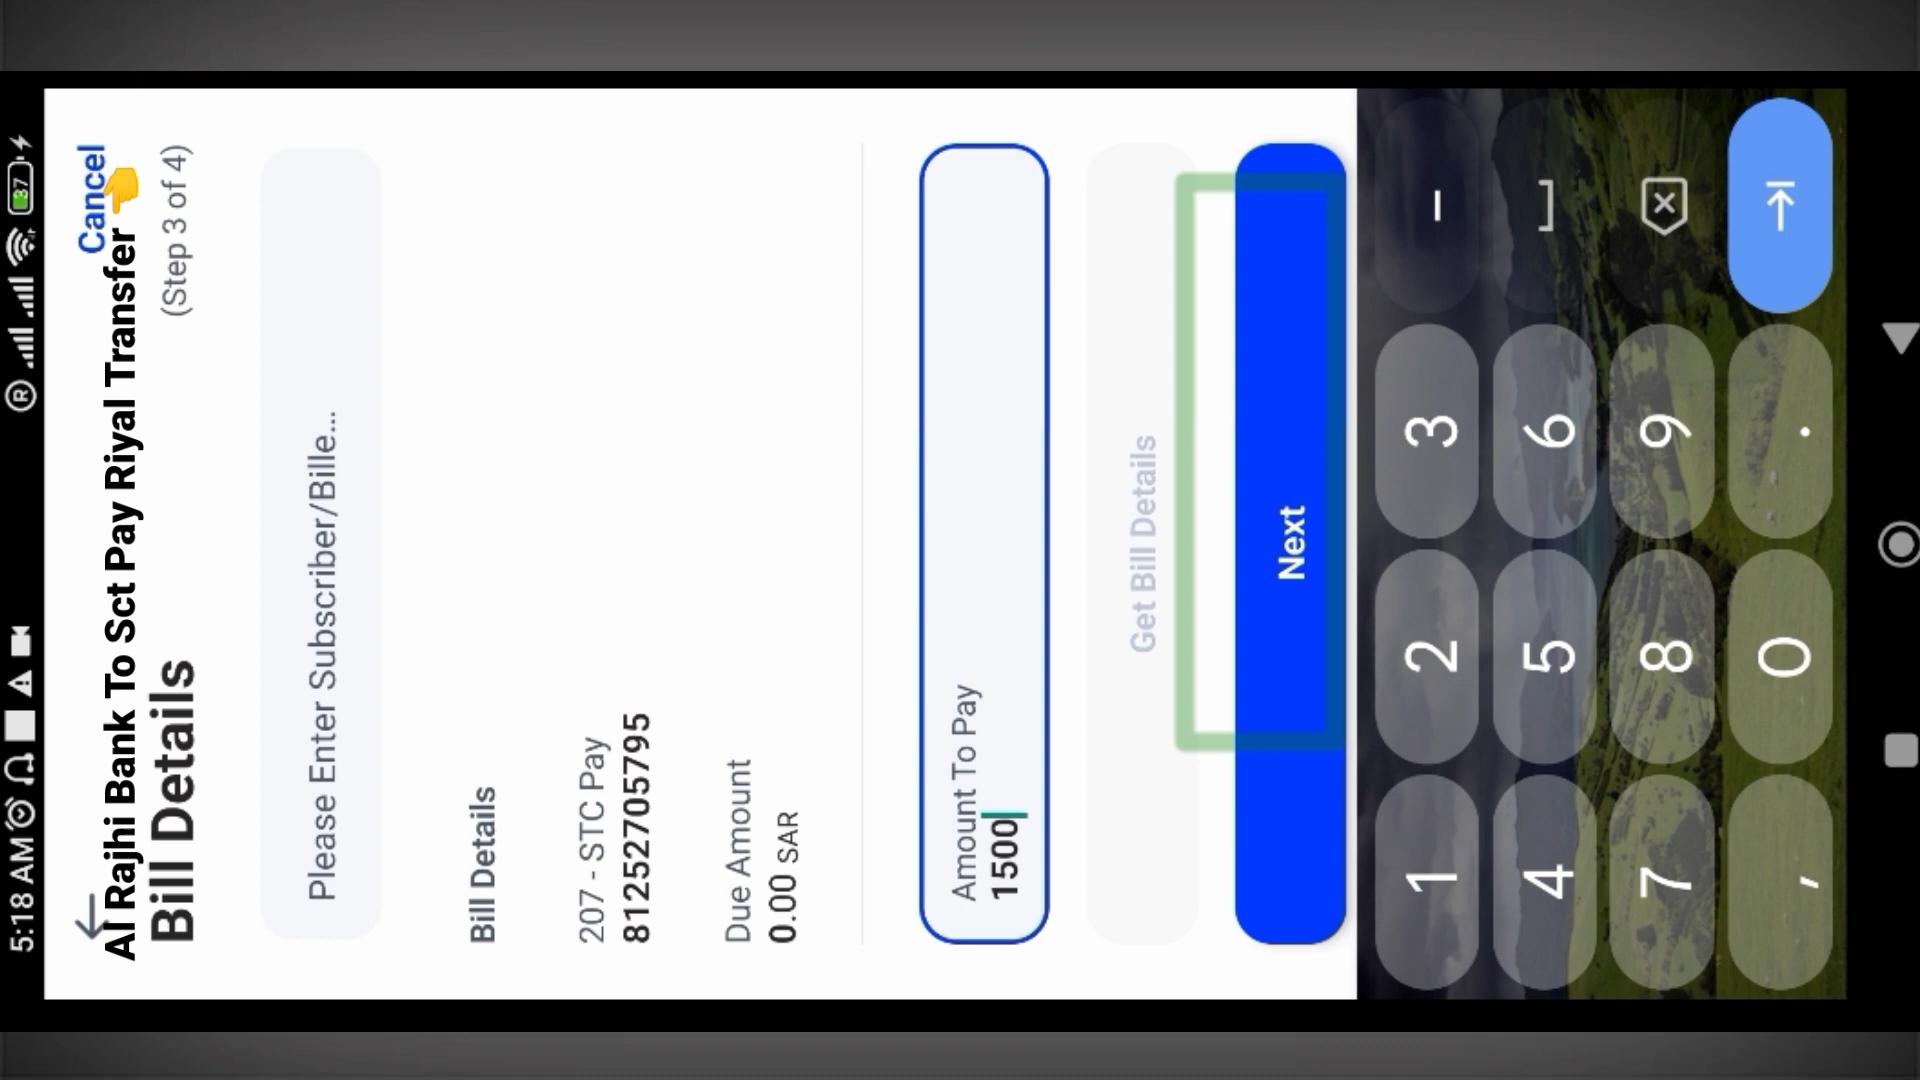 5:18 AM
R
37
Cancel
Al Rajhi Bank To Sct Pay Riyal Transfer
Bill Details
(Step 3 of 4)
Please Enter Subscriber/Bille...
Bill Details
207 - STC Pay
8125272705795
Due Amount
0.00 SAR
Amount To Pay
1500
Get Bill Details
Next
1 2 3 –
4 5 6
7 8 9
, 0 .